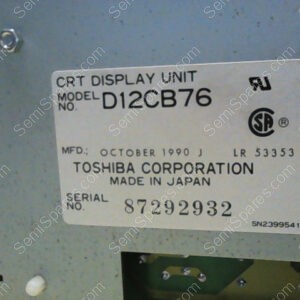 CRT DISPLAY UNIT
MODEL NO. D12CB76
MFD.; OCTOBER 1990 J LR 53353
TOSHIBA CORPORATION
MADE IN JAPAN
SERIAL NO. 87292932
SN2399541